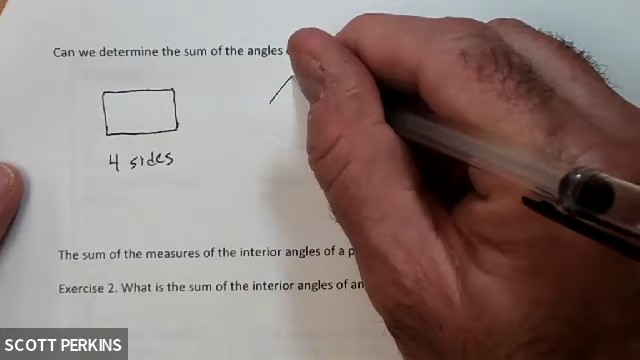 Can we determine the sum of the angles
4 sides
The sum of the measures of the interior angles of a
Exercise 2. What is the sum of the interior angles of an
SCOTT PERKINS